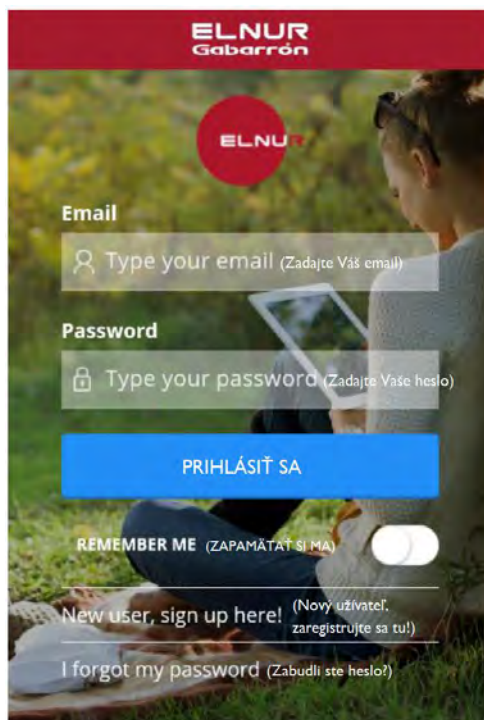 ELNUR
Gabarrón
ELNUR
Email
Type your email (Zadajte Váš email)
Password
Type your password (Zadajte Vaše heslo)
PRIHLÁSIŤ SA
REMEMBER ME (ZAPAMÄTAŤ SI MA)
New user, sign up here! (Nový užívateľ,
zaregistrujte sa tu!)
I forgot my password (Zabudli ste heslo?)